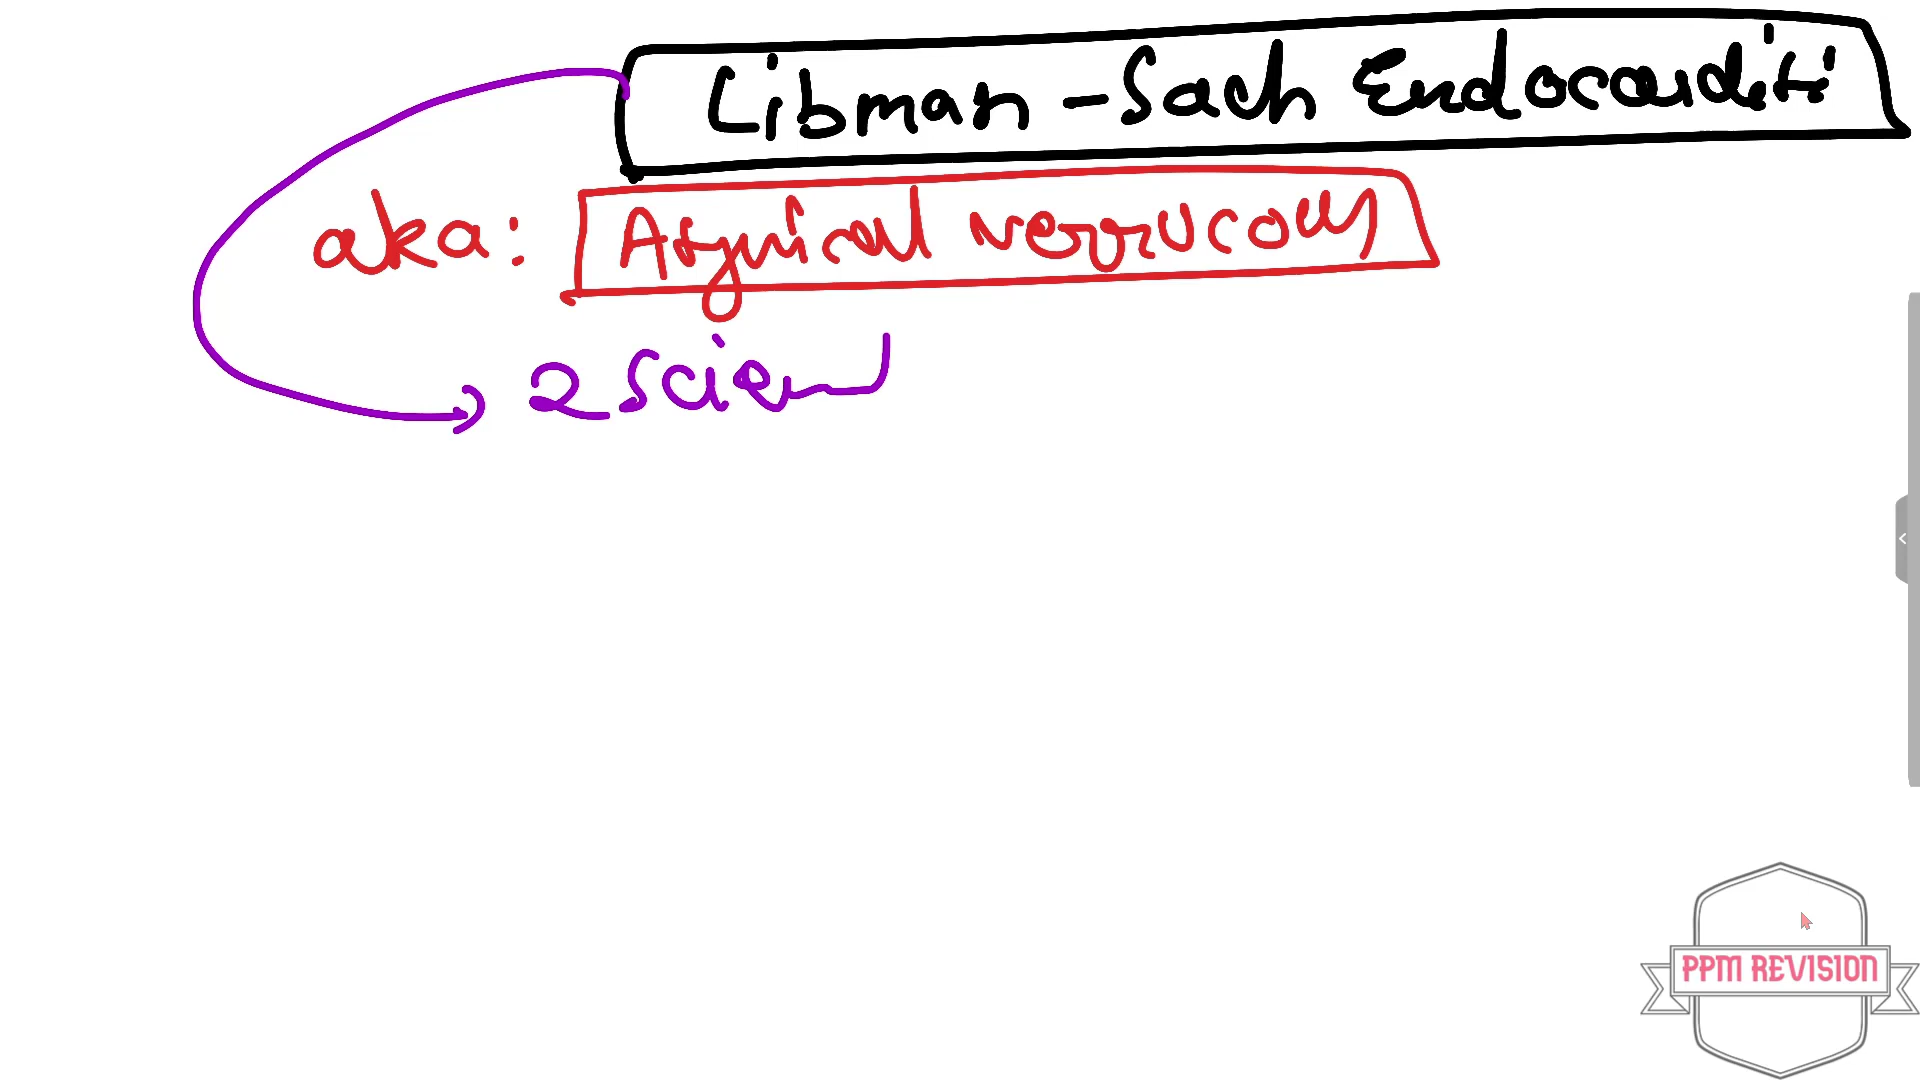 Libman - Sach Endocarditi
aka: Atypical verrucous
2 Scien
PPM REVISION